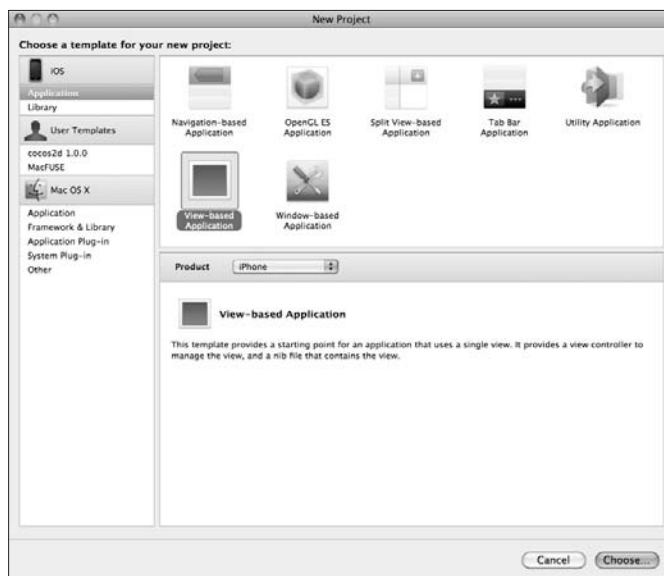 New Project
Choose a template for your new project:
iOS
Application
Library
User Templates
cocos2d 1.0.0
MacFUSE
Mac OS X
Application
Framework & Library
Application Plug-in
System Plug-in
Other
Navigation-based
Application
OpenGL ES
Application
Split View-based
Application
Tab Bar
Application
Utility Application
View-based
Application
Window-based
Application
Product
iPhone
View-based Application
This template provides a starting point for an application that uses a single view. It provides a view controller to
manage the view, and a nib file that contains the view.
Cancel
Choose...